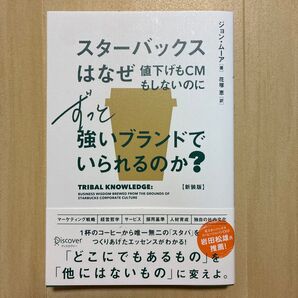 ジョン・ムーア 著
花塚 恵 訳
スターバックス
はなぜ 値下げもCM
もしないのに
ずっと
強いブランドで
いられるのか?
TRIBAL KNOWLEDGE:
BUSINESS WISDOM BREWED FROM THE GROUNDS OF
STARBUCKS CORPORATE CULTURE
【新装版】
マーケティング戦略 経営哲学 サービス 採用基準 人材育成 独自の社内文化
Discover
1杯のコーヒーから唯一無二の「スタバ」を
つくりあげたエッセンスがわかる!
岩田松雄氏
推薦!
「どこにでもあるもの」を
「他にはないもの」に変えよ。